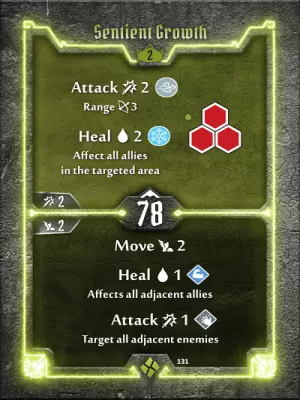 Sentient Growth
2
Attack 2
Range 3
Heal 2
Affect all allies
in the targeted area
2
78
2
Move 2
Heal 1
Affects all adjacent allies
Attack 1
Target all adjacent enemies
131